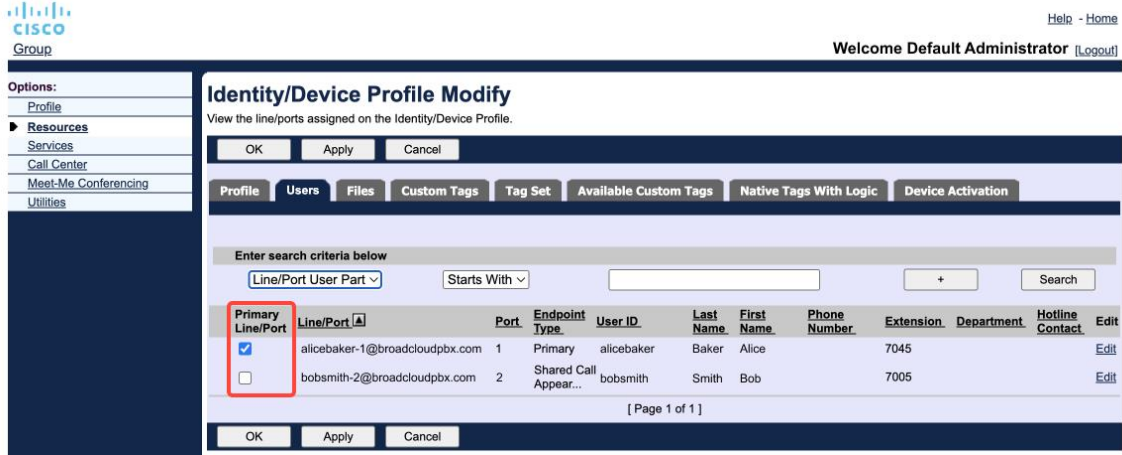 CISCO
Help - Home
Group
Welcome Default Administrator [Logout]
Options:
Profile
Resources
Services
Call Center
Meet-Me Conferencing
Utilities
Identity/Device Profile Modify
View the line/ports assigned on the Identity/Device Profile.
OK Apply Cancel
Profile Users Files Custom Tags Tag Set Available Custom Tags Native Tags With Logic Device Activation
Enter search criteria below
Line/Port User Part Starts With + Search
Primary Line/Port Line/Port Port Endpoint Type User ID Last Name First Name Phone Number Extension Department Hotline Contact Edit
alicebaker-1@broadcloudpbx.com 1 Primary alicebaker Baker Alice 7045 Edit
bobsmith-2@broadcloudpbx.com 2 Shared Call Appear... bobsmith Smith Bob 7005 Edit
[ Page 1 of 1 ]
OK Apply Cancel